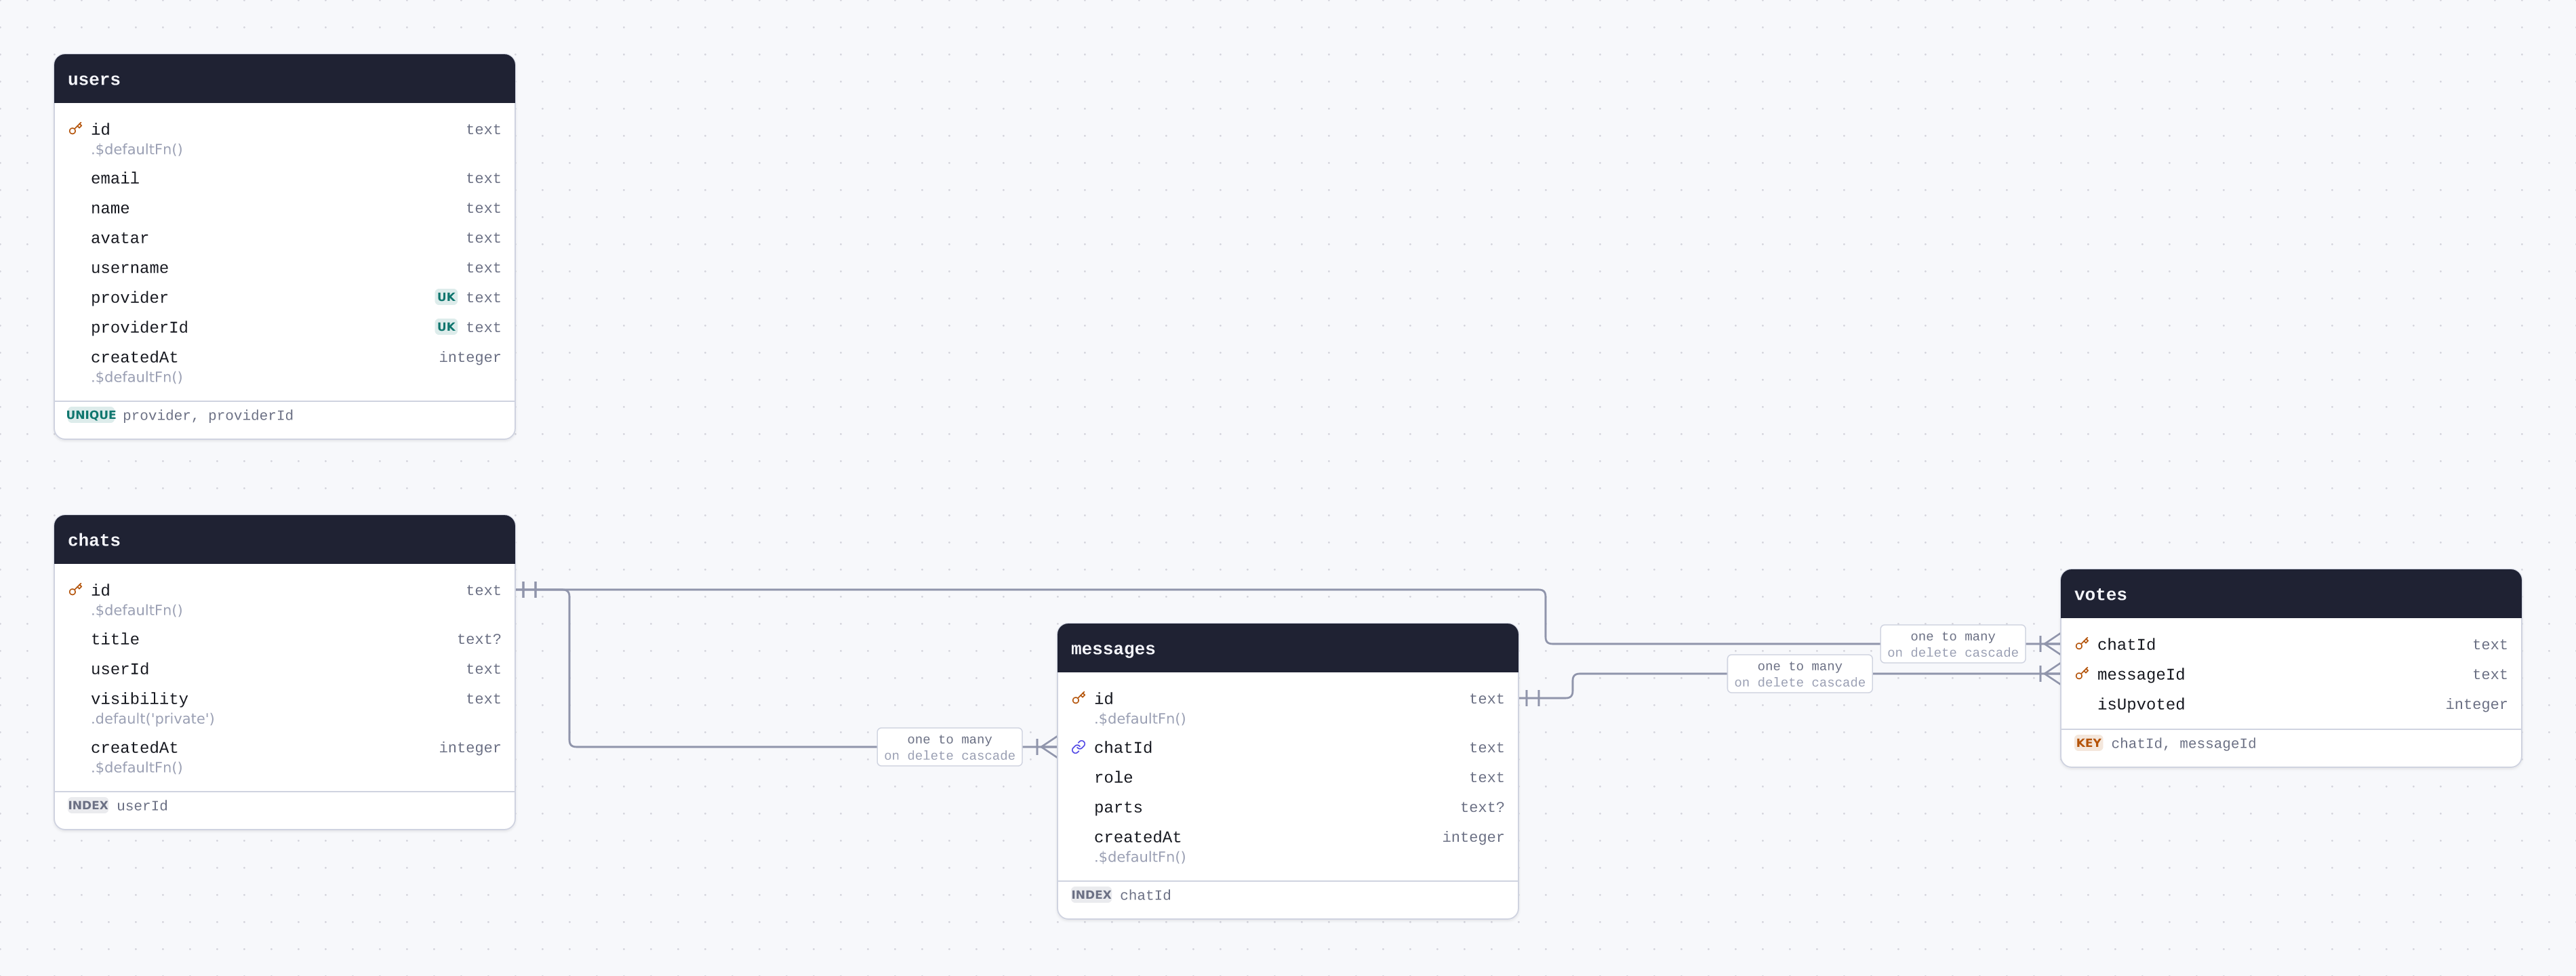 users
id text
.$defaultFn()
email text
name text
avatar text
username text
provider UK text
providerId UK text
createdAt integer
.$defaultFn()
UNIQUE provider, providerId
chats
id text
.$defaultFn()
title text?
userId text
visibility text
.default('private')
createdAt integer
.$defaultFn()
INDEX userId
one to many
on delete cascade
messages
id text
.$defaultFn()
chatId text
role text
parts text?
createdAt integer
.$defaultFn()
INDEX chatId
one to many
on delete cascade
one to many
on delete cascade
votes
chatId text
messageId text
isUpvoted integer
KEY chatId, messageId